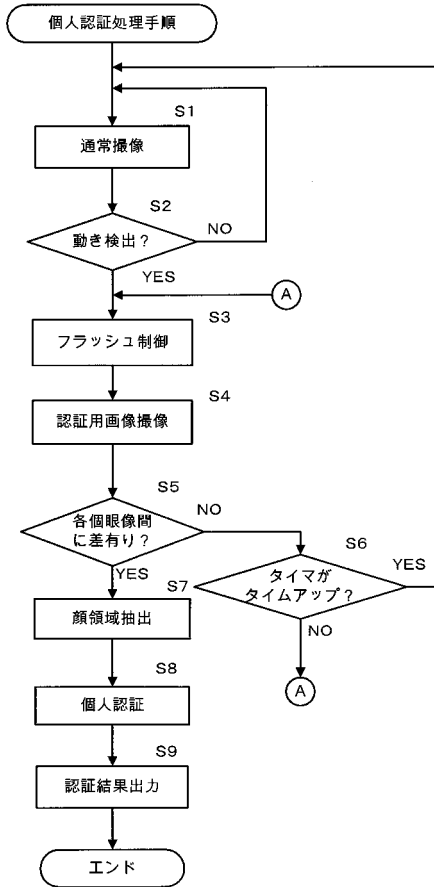 個人認証処理手順
S1
通常撮像
S2
動き検出？
NO
YES
A
S3
フラッシュ制御
S4
認証用画像撮像
S5
各個眼像間
に差有り？
NO
YES
S6
タイマが
タイムアップ？
YES
NO
A
S7
顔領域抽出
S8
個人認証
S9
認証結果出力
エンド